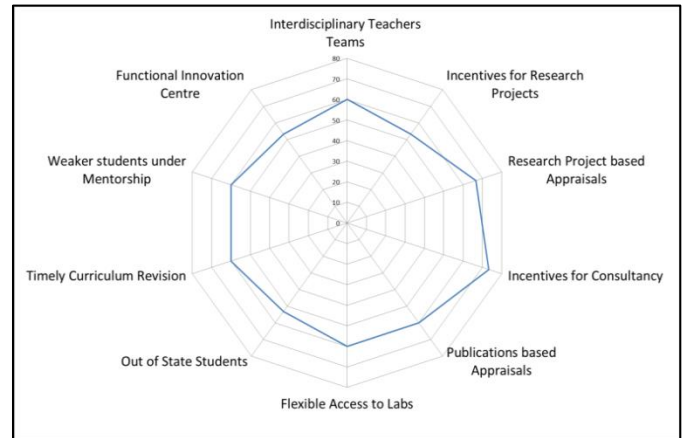 Interdisciplinary Teachers
Teams
Incentives for Research
Projects
Research Project based
Appraisals
Incentives for Consultancy
Publications based
Appraisals
Flexible Access to Labs
Out of State Students
Timely Curriculum Revision
Weaker students under
Mentorship
Functional Innovation
Centre
80
70
60
50
40
30
20
10
0